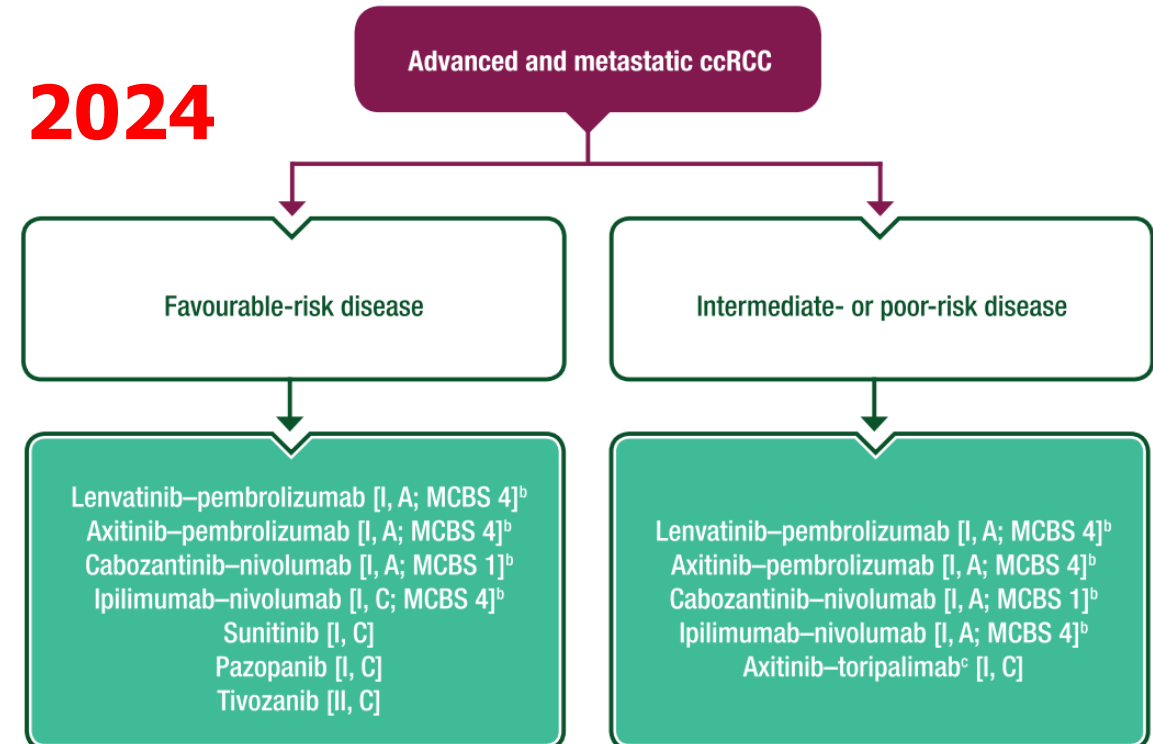 Advanced and metastatic ccRCC
2024
Favourable-risk disease
Intermediate- or poor-risk disease
Lenvatinib–pembrolizumab [I, A; MCBS 4]ᵇ
Axitinib–pembrolizumab [I, A; MCBS 4]ᵇ
Cabozantinib–nivolumab [I, A; MCBS 1]ᵇ
Ipilimumab–nivolumab [I, C; MCBS 4]ᵇ
Sunitinib [I, C]
Pazopanib [I, C]
Tivozanib [II, C]
Lenvatinib–pembrolizumab [I, A; MCBS 4]ᵇ
Axitinib–pembrolizumab [I, A; MCBS 4]ᵇ
Cabozantinib–nivolumab [I, A; MCBS 1]ᵇ
Ipilimumab–nivolumab [I, A; MCBS 4]ᵇ
Axitinib–toripalimabᶜ [I, C]